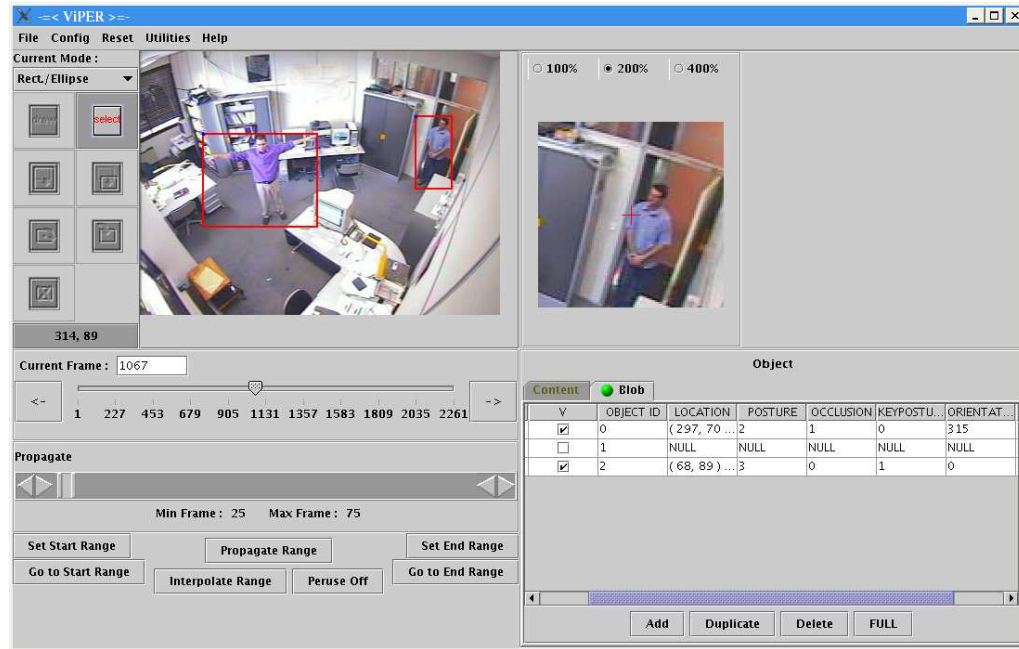 -=< ViPER >=-
File Config Reset Utilities Help
Current Mode :
Rect./Ellipse
draw
select
314, 89
100% 200% 400%
Current Frame : 1067
<- ->
1 227 453 679 905 1131 1357 1583 1809 2035 2261
Propagate
Min Frame : 25 Max Frame : 75
Set Start Range Propagate Range Set End Range
Go to Start Range Interpolate Range Peruse Off Go to End Range
Object
Content Blob
V OBJECT ID LOCATION POSTURE OCCLUSION KEYPOSTU... ORIENTAT...
0 (297, 70 ... 2 1 0 315
1 NULL NULL NULL NULL NULL
2 (68, 89) ... 3 0 1 0
Add Duplicate Delete FULL